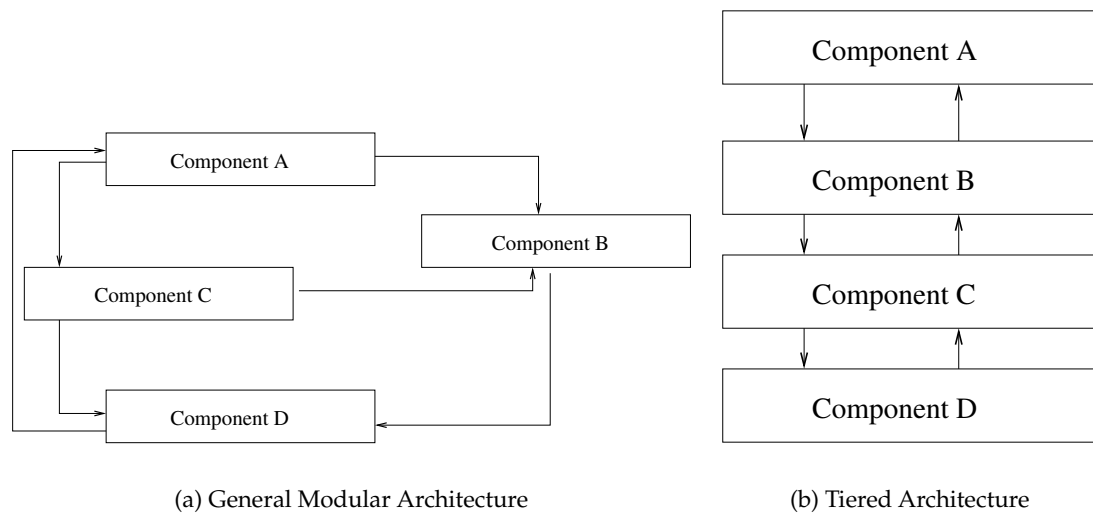 Component A
Component B
Component C
Component D
(a) General Modular Architecture
Component A
Component B
Component C
Component D
(b) Tiered Architecture